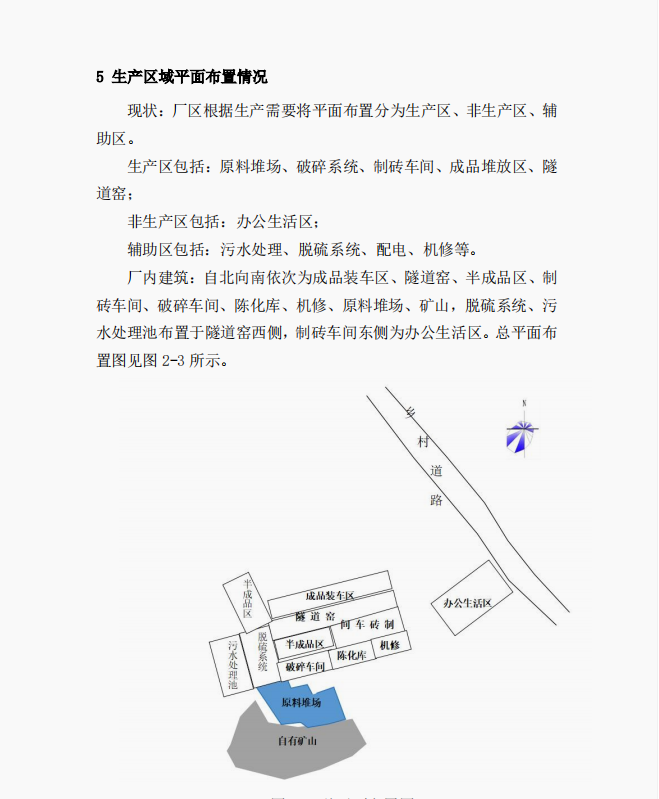 5 生产区域平面布置情况
现状：厂区根据生产需要将平面布置分为生产区、非生产区、辅
助区。
生产区包括：原料堆场、破碎系统、制砖车间、成品堆放区、隧
道窑；
非生产区包括：办公生活区；
辅助区包括：污水处理、脱硫系统、配电、机修等。
厂内建筑：自北向南依次为成品装车区、隧道窑、半成品区、制
砖车间、破碎车间、陈化库、机修、原料堆场、矿山，脱硫系统、污
水处理池布置于隧道窑西侧，制砖车间东侧为办公生活区。总平面布
置图见图 2-3 所示。
N
乡村道路
半成品区
成品装车区
办公生活区
隧道窑
间车砖制
脱硫系统
污水处理池
半成品区
机修
陈化库
破碎车间
原料堆场
自有矿山